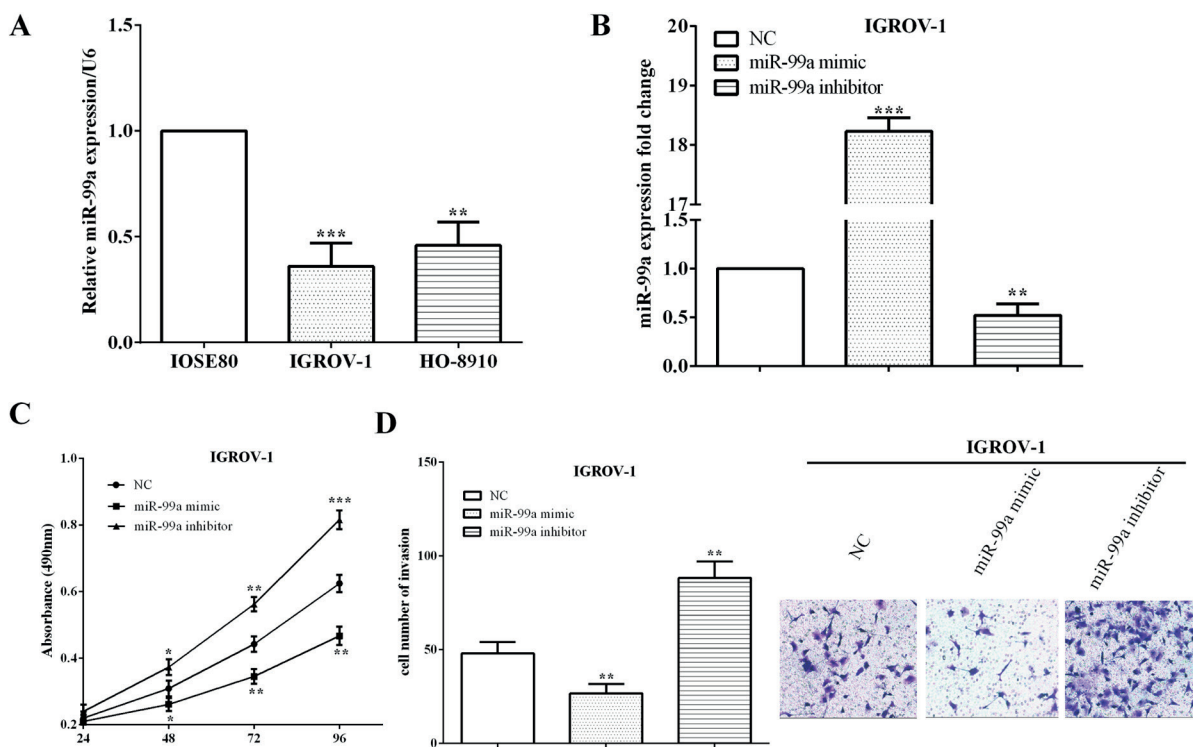 A
Relative miR-99a expression/U6
1.5
1.0
0.5
0.0
***
**
IOSE80
IGROV-1
HO-8910
B
IGROV-1
miR-99a expression fold change
20
19
18
17
1.5
1.0
0.5
0.0
NC
miR-99a mimic
miR-99a inhibitor
***
**
C
IGROV-1
Absorbance (490nm)
1.0
0.8
0.6
0.4
0.2
NC
miR-99a mimic
miR-99a inhibitor
*
**
***
*
**
**
24
48
72
96
D
IGROV-1
cell number of invasion
150
100
50
0
NC
miR-99a mimic
miR-99a inhibitor
**
**
IGROV-1
NC
miR-99a mimic
miR-99a inhibitor